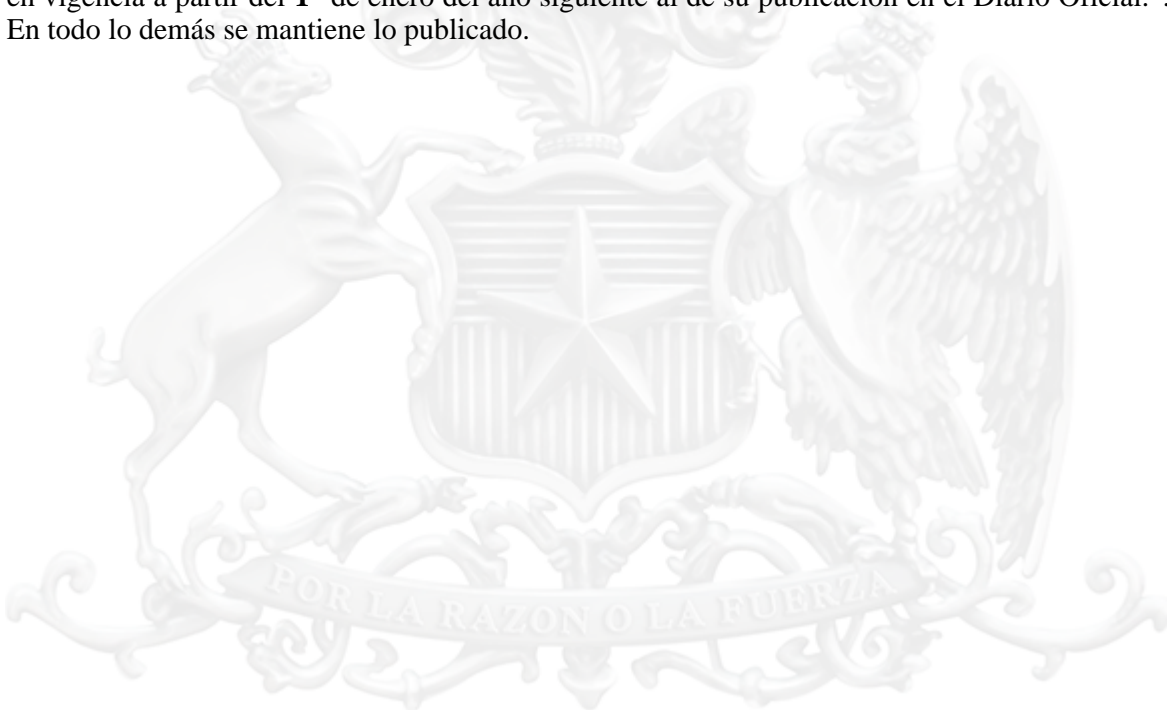 en vigencia a partir del 1° de enero del año siguiente al de su publicación en el Diario Oficial.".
En todo lo demás se mantiene lo publicado.
POR LA RAZON O LA FUERZA